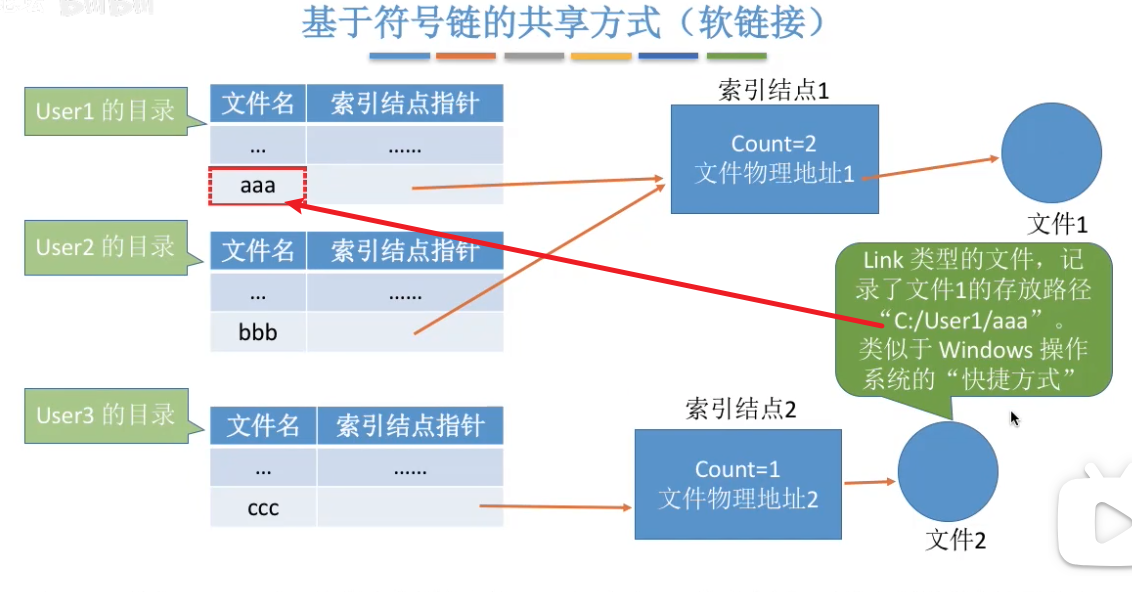 基于符号链的共享方式（软链接）
User1 的目录
文件名 索引结点指针
... ......
aaa
User2 的目录
文件名 索引结点指针
... ......
bbb
User3 的目录
文件名 索引结点指针
... ......
ccc
索引结点1
Count=2
文件物理地址1
文件1
Link 类型的文件，记
录了文件1的存放路径
“C:/User1/aaa”。
类似于 Windows 操作
系统的“快捷方式”
索引结点2
Count=1
文件物理地址2
文件2